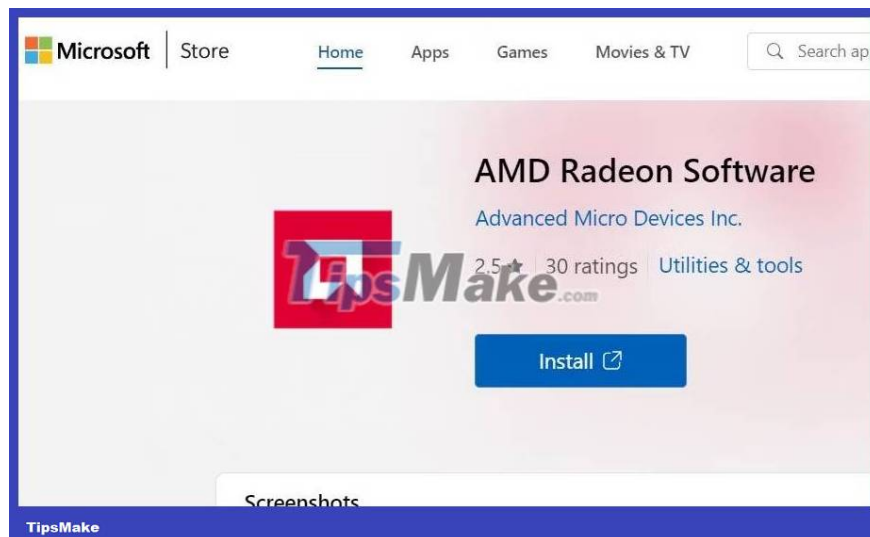 Microsoft Store Home Apps Games Movies & TV Search ap
AMD Radeon Software
Advanced Micro Devices Inc.
2.5★ 30 ratings Utilities & tools
TipsMake.com
Install
Screenshots
TipsMake